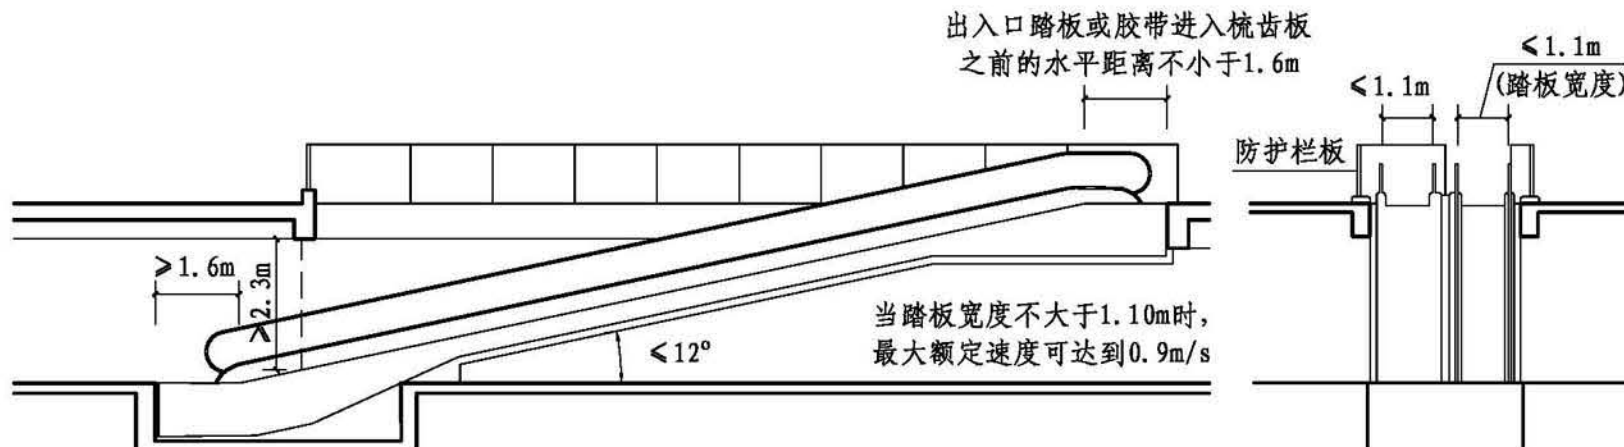 出入口踏板或胶带进入梳齿板
之前的水平距离不小于1.6m
≤1.1m
(踏板宽度)
≤1.1m
防护栏板
≥1.6m
≥2.3m
≤12°
当踏板宽度不大于1.10m时,
最大额定速度可达到0.9m/s